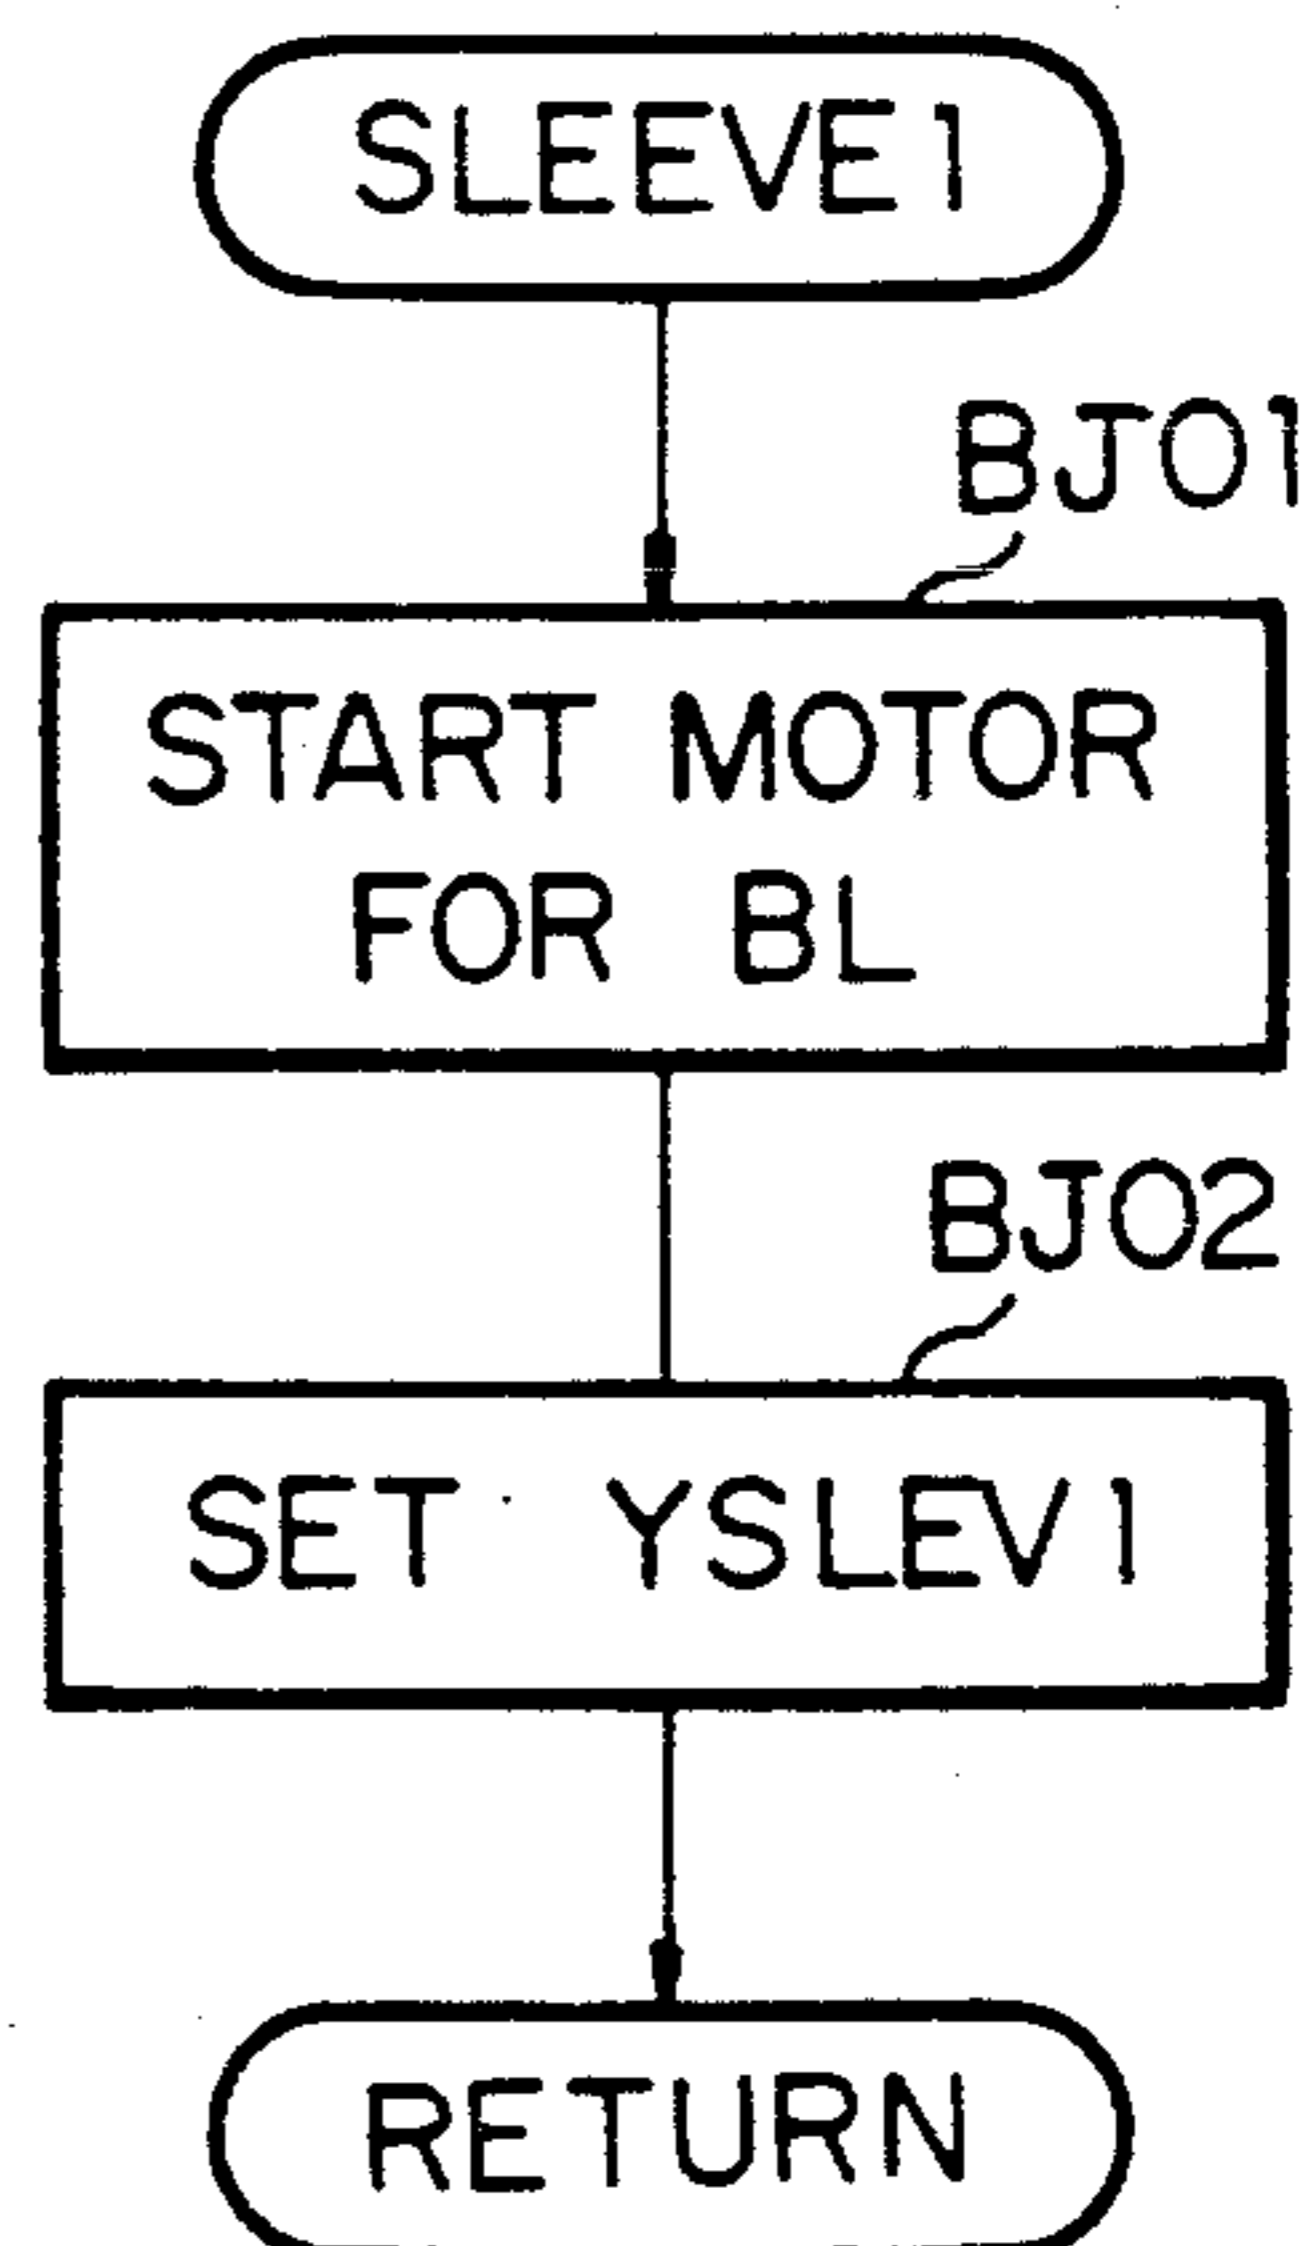 SLEEVE1
BJ01
START MOTOR
FOR BL
BJ02
SET YSLEV1
RETURN